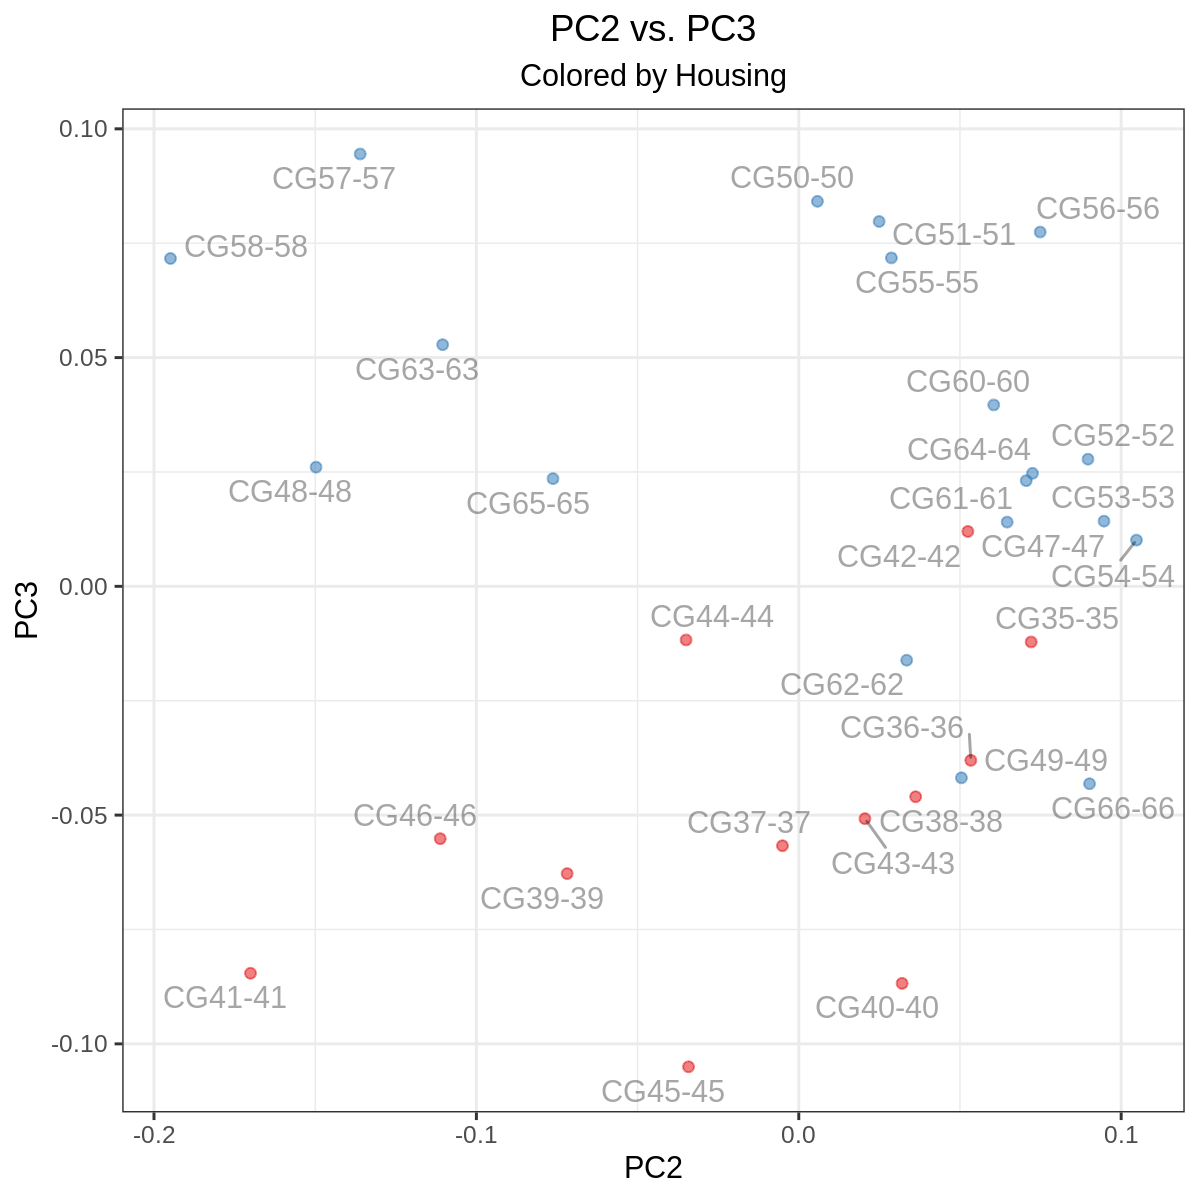 PC2 vs. PC3
Colored by Housing
0.10
0.05
0.00
-0.05
-0.10
PC3
CG57-57
CG50-50
CG56-56
CG51-51
CG58-58
CG55-55
CG63-63
CG60-60
CG52-52
CG64-64
CG48-48
CG65-65
CG61-61
CG53-53
CG42-42
CG47-47
CG54-54
CG44-44
CG35-35
CG62-62
CG36-36
CG49-49
CG66-66
CG46-46
CG37-37
CG38-38
CG43-43
CG39-39
CG41-41
CG40-40
CG45-45
-0.2
-0.1
0.0
0.1
PC2